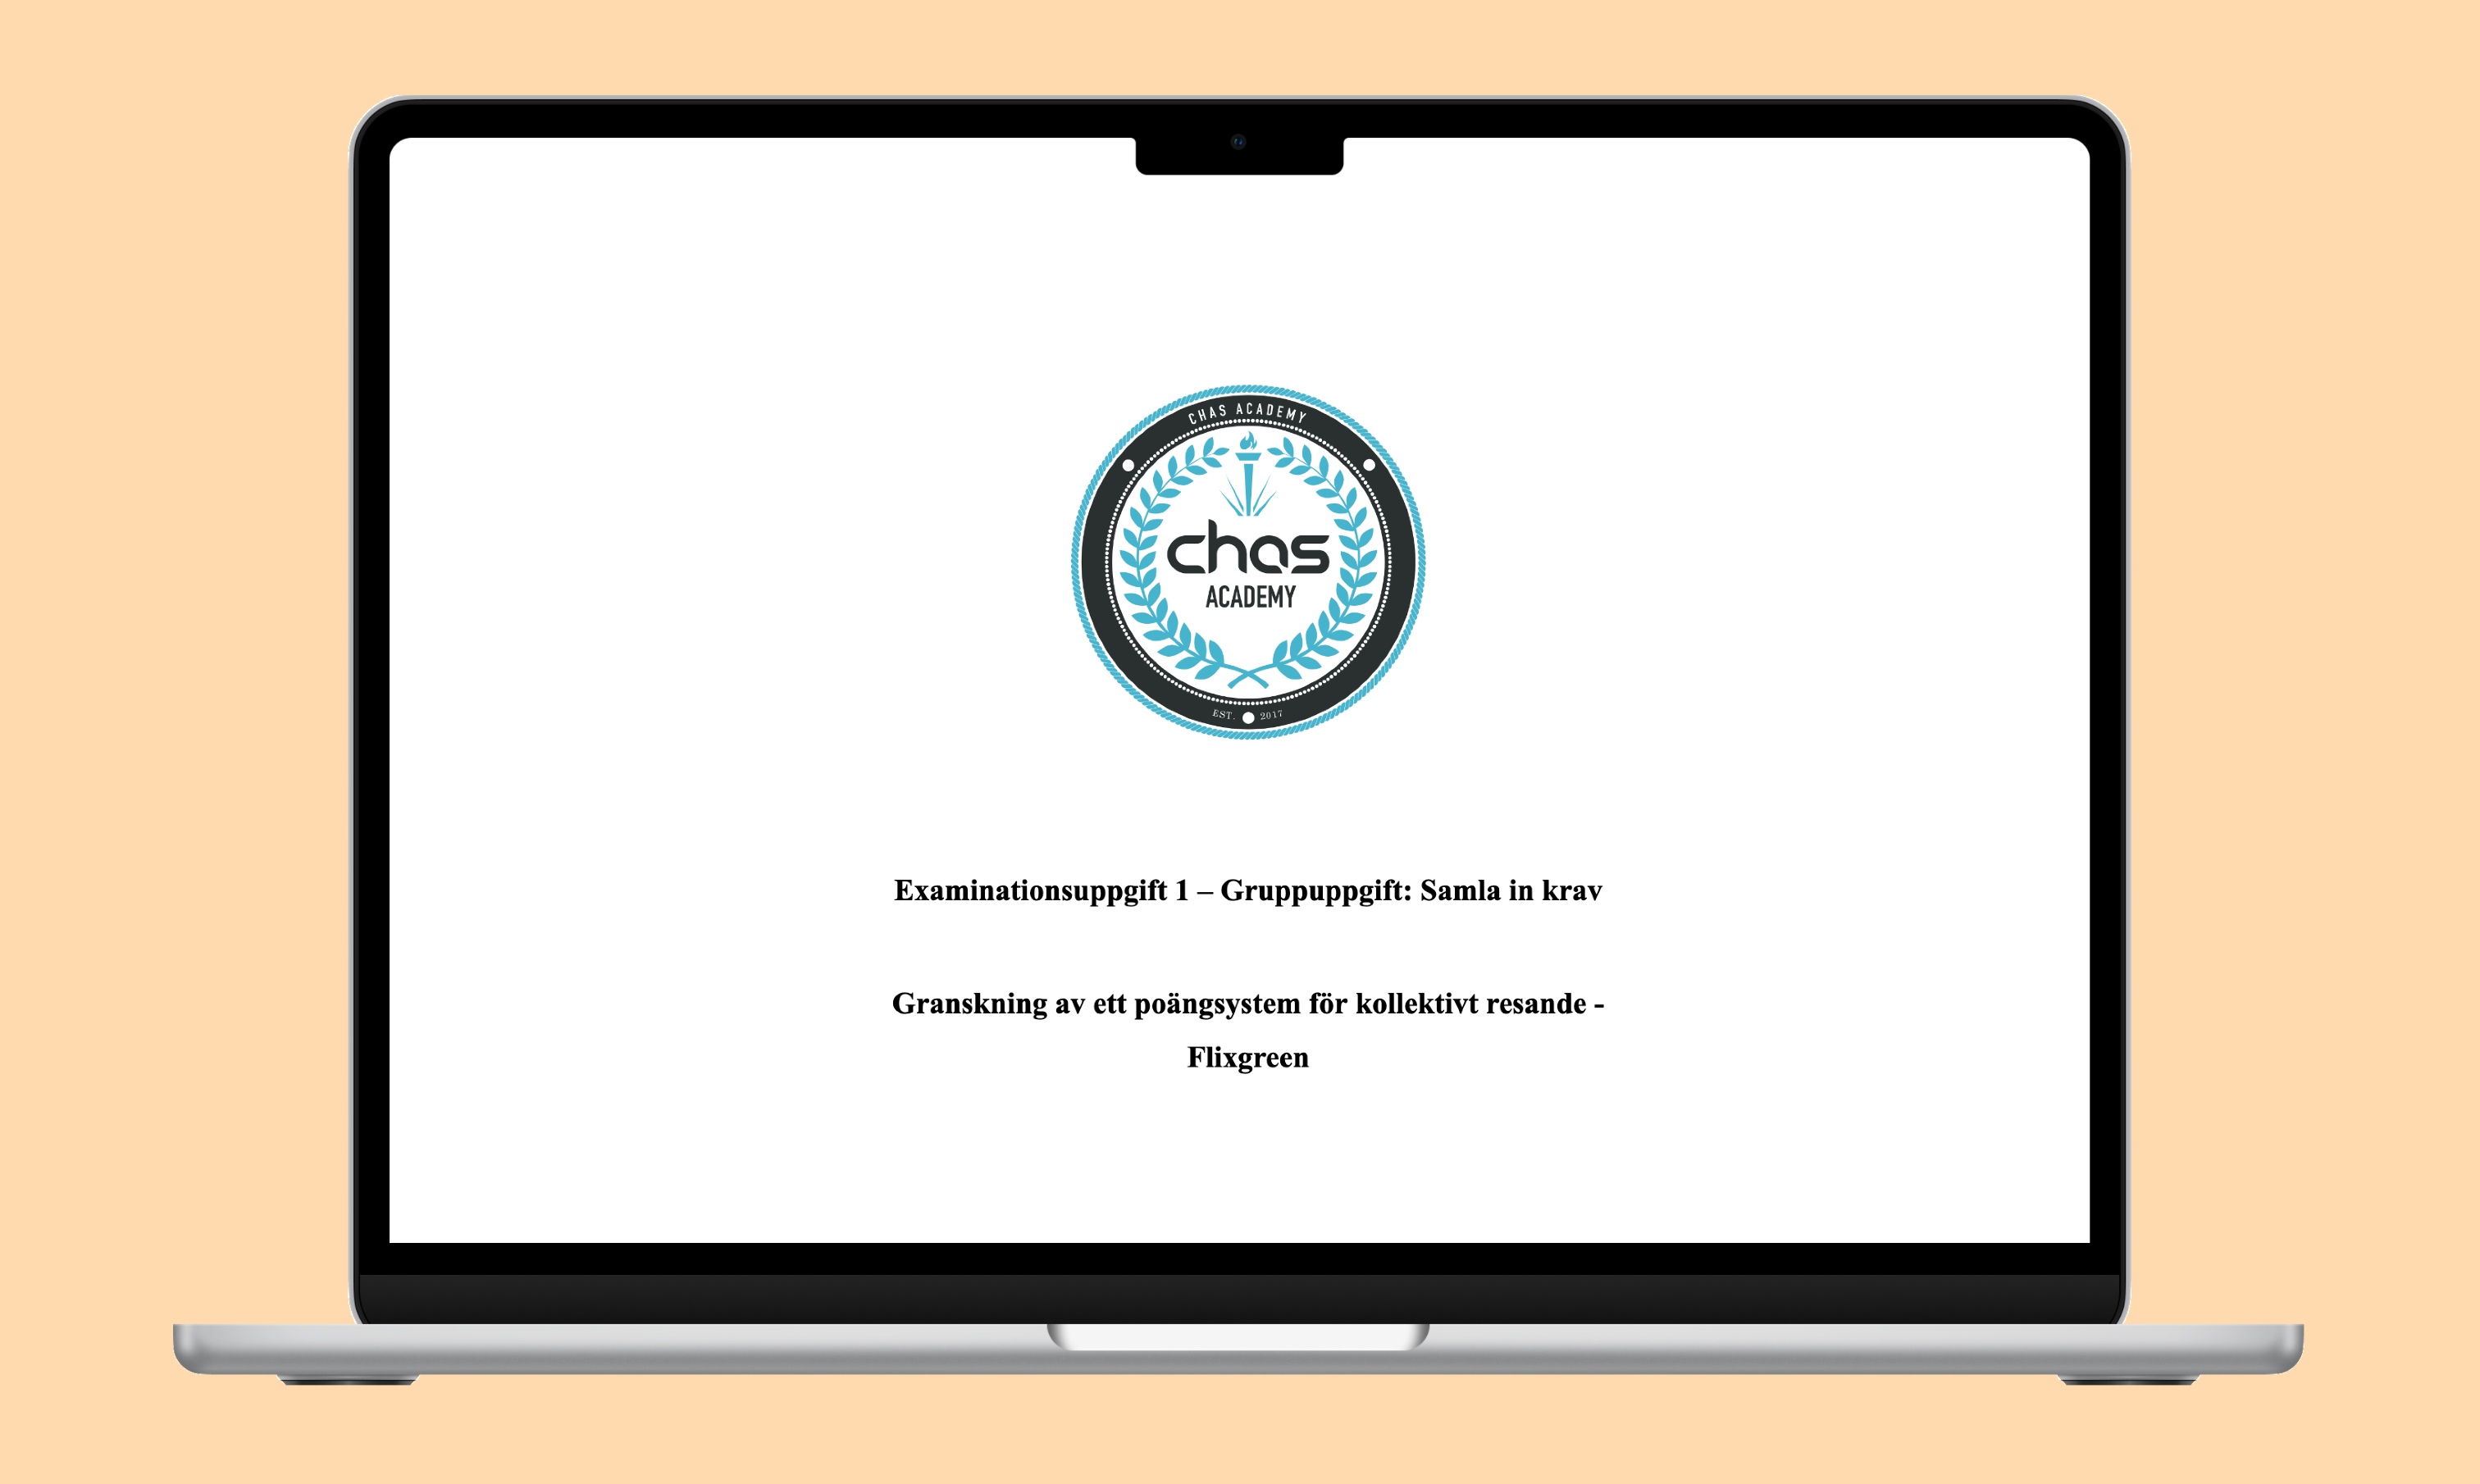 CHAS ACADEMY
chas
ACADEMY
EST. 2017
Examinationsuppgift 1 – Gruppuppgift: Samla in krav
Granskning av ett poängsystem för kollektivt resande -
Flixgreen